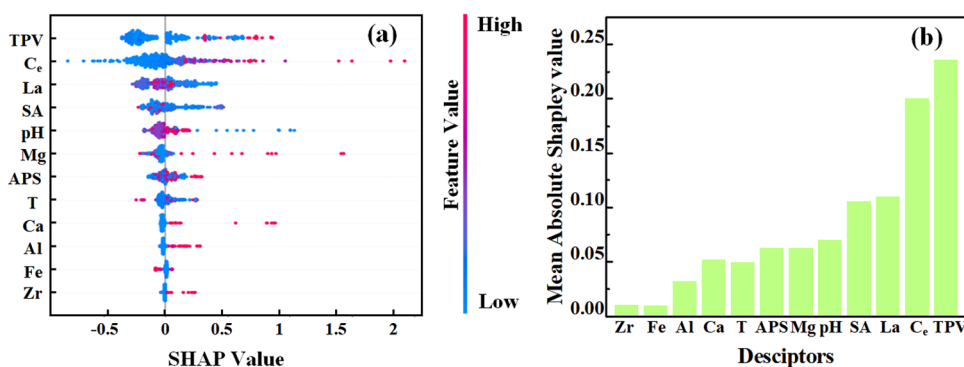 (a)
TPV
Ce
La
SA
pH
Mg
APS
T
Ca
Al
Fe
Zr
-0.5 0 0.5 1 1.5 2
SHAP Value
High
Feature Value
Low
(b)
Mean Absolute Shapley value
0.25
0.20
0.15
0.10
0.05
0.00
Zr Fe Al Ca T APS Mg pH SA La Ce TPV
Desciptors